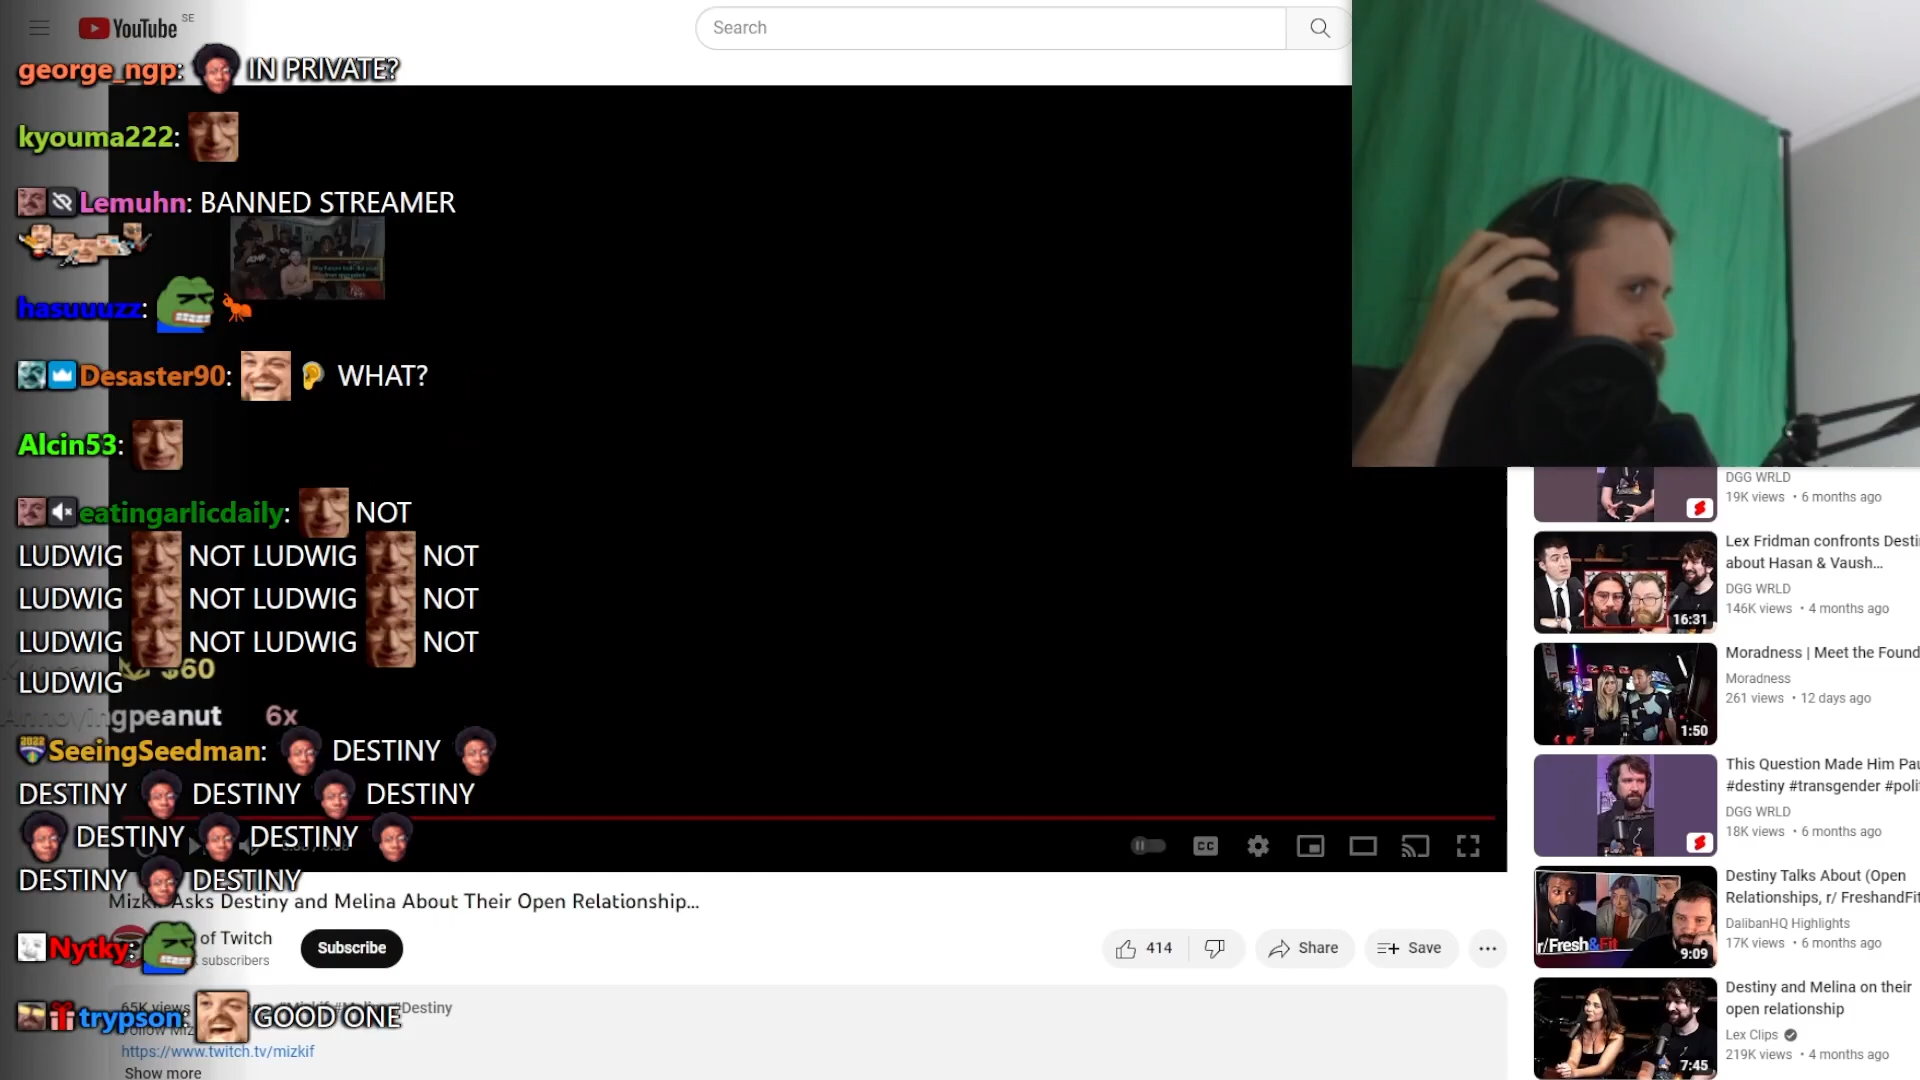 YouTube SE
Search
george_ngp: IN PRIVATE?
kyouma222:
Lemuhn: BANNED STREAMER
hasuuuzz:
Desaster90: WHAT?
Alcin53:
eatingarlicdaily: NOT
LUDWIG NOT LUDWIG NOT
LUDWIG NOT LUDWIG NOT
LUDWIG NOT LUDWIG NOT
LUDWIG
$60
Annoyingpeanut 6x
SeeingSeedman: DESTINY
DESTINY DESTINY DESTINY
DESTINY DESTINY
DESTINY DESTINY
CC
Asks Destiny and Melina About Their Open Relationship...
Nytky:
of Twitch
subscribers
Subscribe
414
Share
Save
65K views
#Destiny
trypson: GOOD ONE
https://www.twitch.tv/mizkif
Show more
DGG WRLD
19K views • 6 months ago
16:31
Lex Fridman confronts Desti
about Hasan & Vaush...
DGG WRLD
146K views • 4 months ago
1:50
Moradness | Meet the Found
Moradness
261 views • 12 days ago
This Question Made Him Pau
#destiny #transgender #polit
DGG WRLD
18K views • 6 months ago
r/Fresh&Fit
9:09
Destiny Talks About (Open
Relationships, r/ FreshandFit
DalibanHQ Highlights
17K views • 6 months ago
7:45
Destiny and Melina on their
open relationship
Lex Clips
219K views • 4 months ago